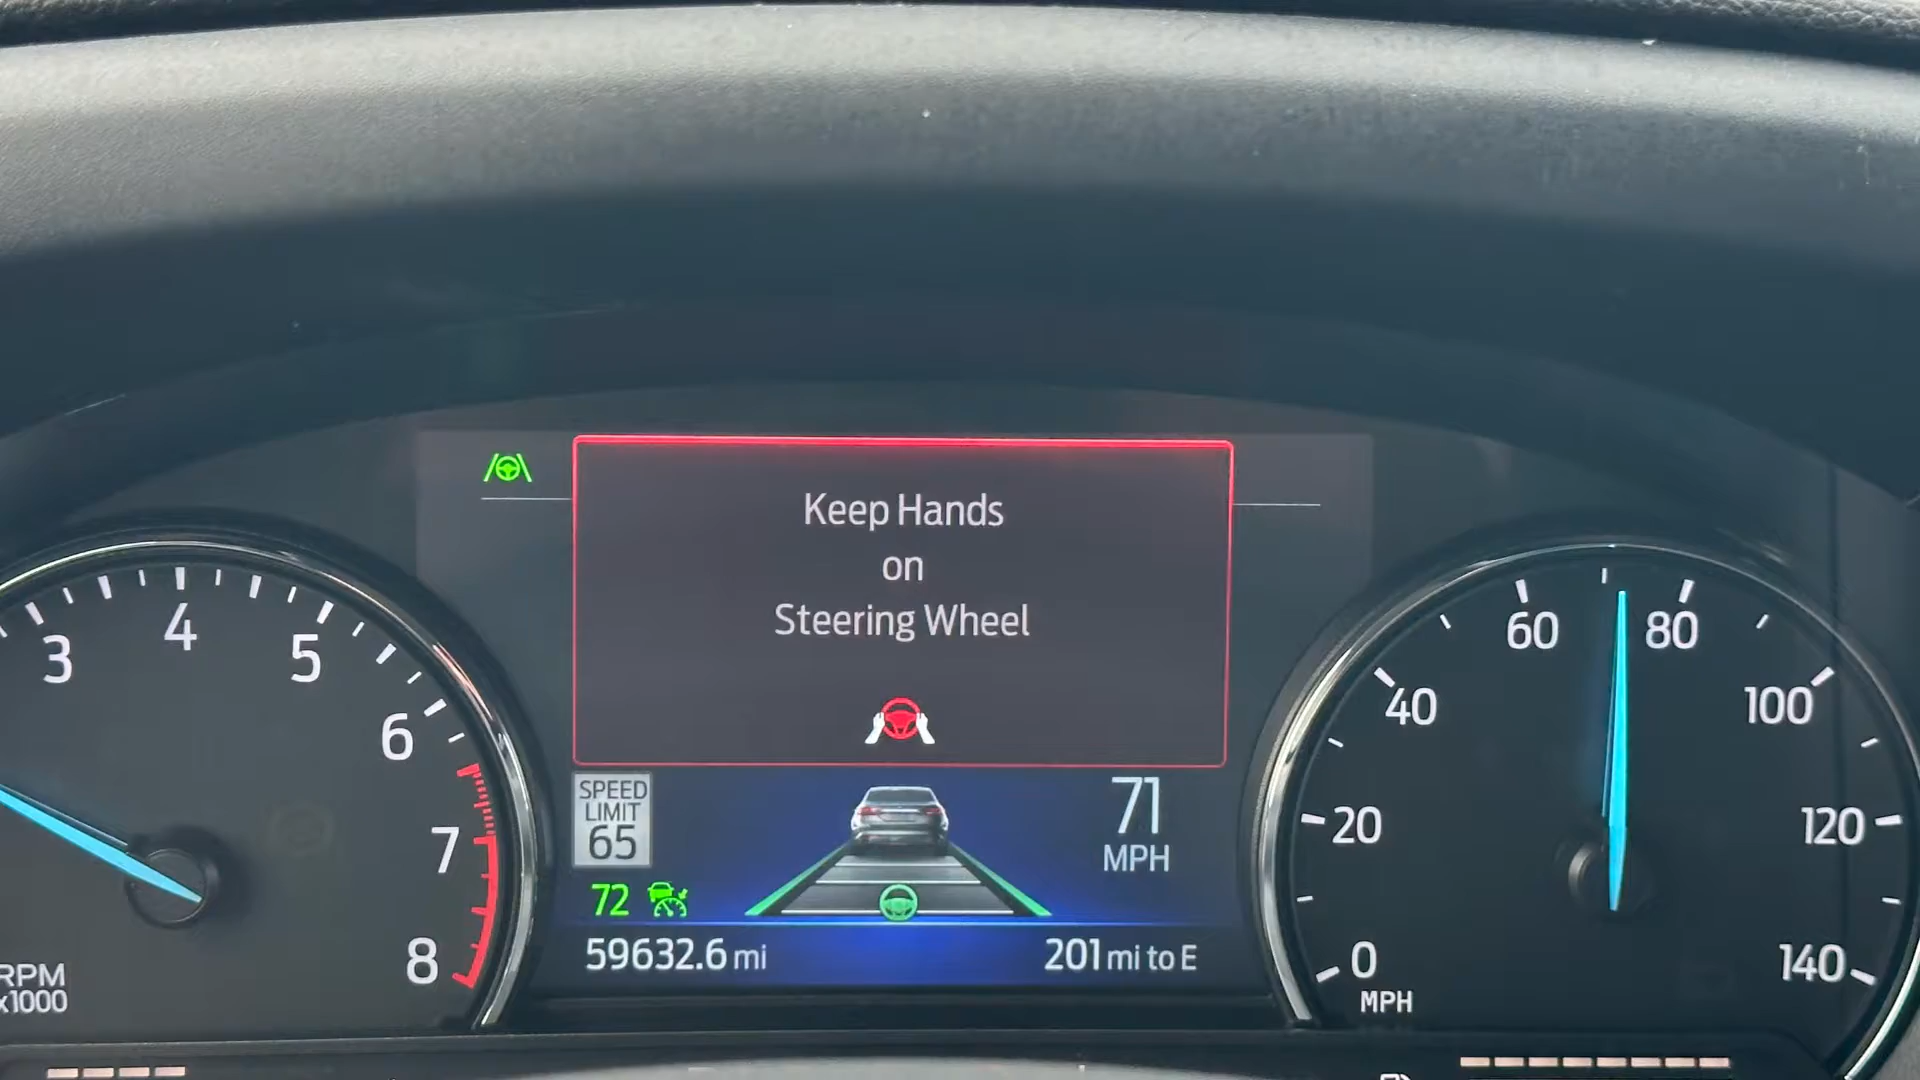 Keep Hands
on
Steering Wheel
3
4
5
6
7
8
RPM
x1000
SPEED
LIMIT
65
72
71
MPH
59632.6 mi
201 mi to E
0
20
40
60
80
100
120
140
MPH